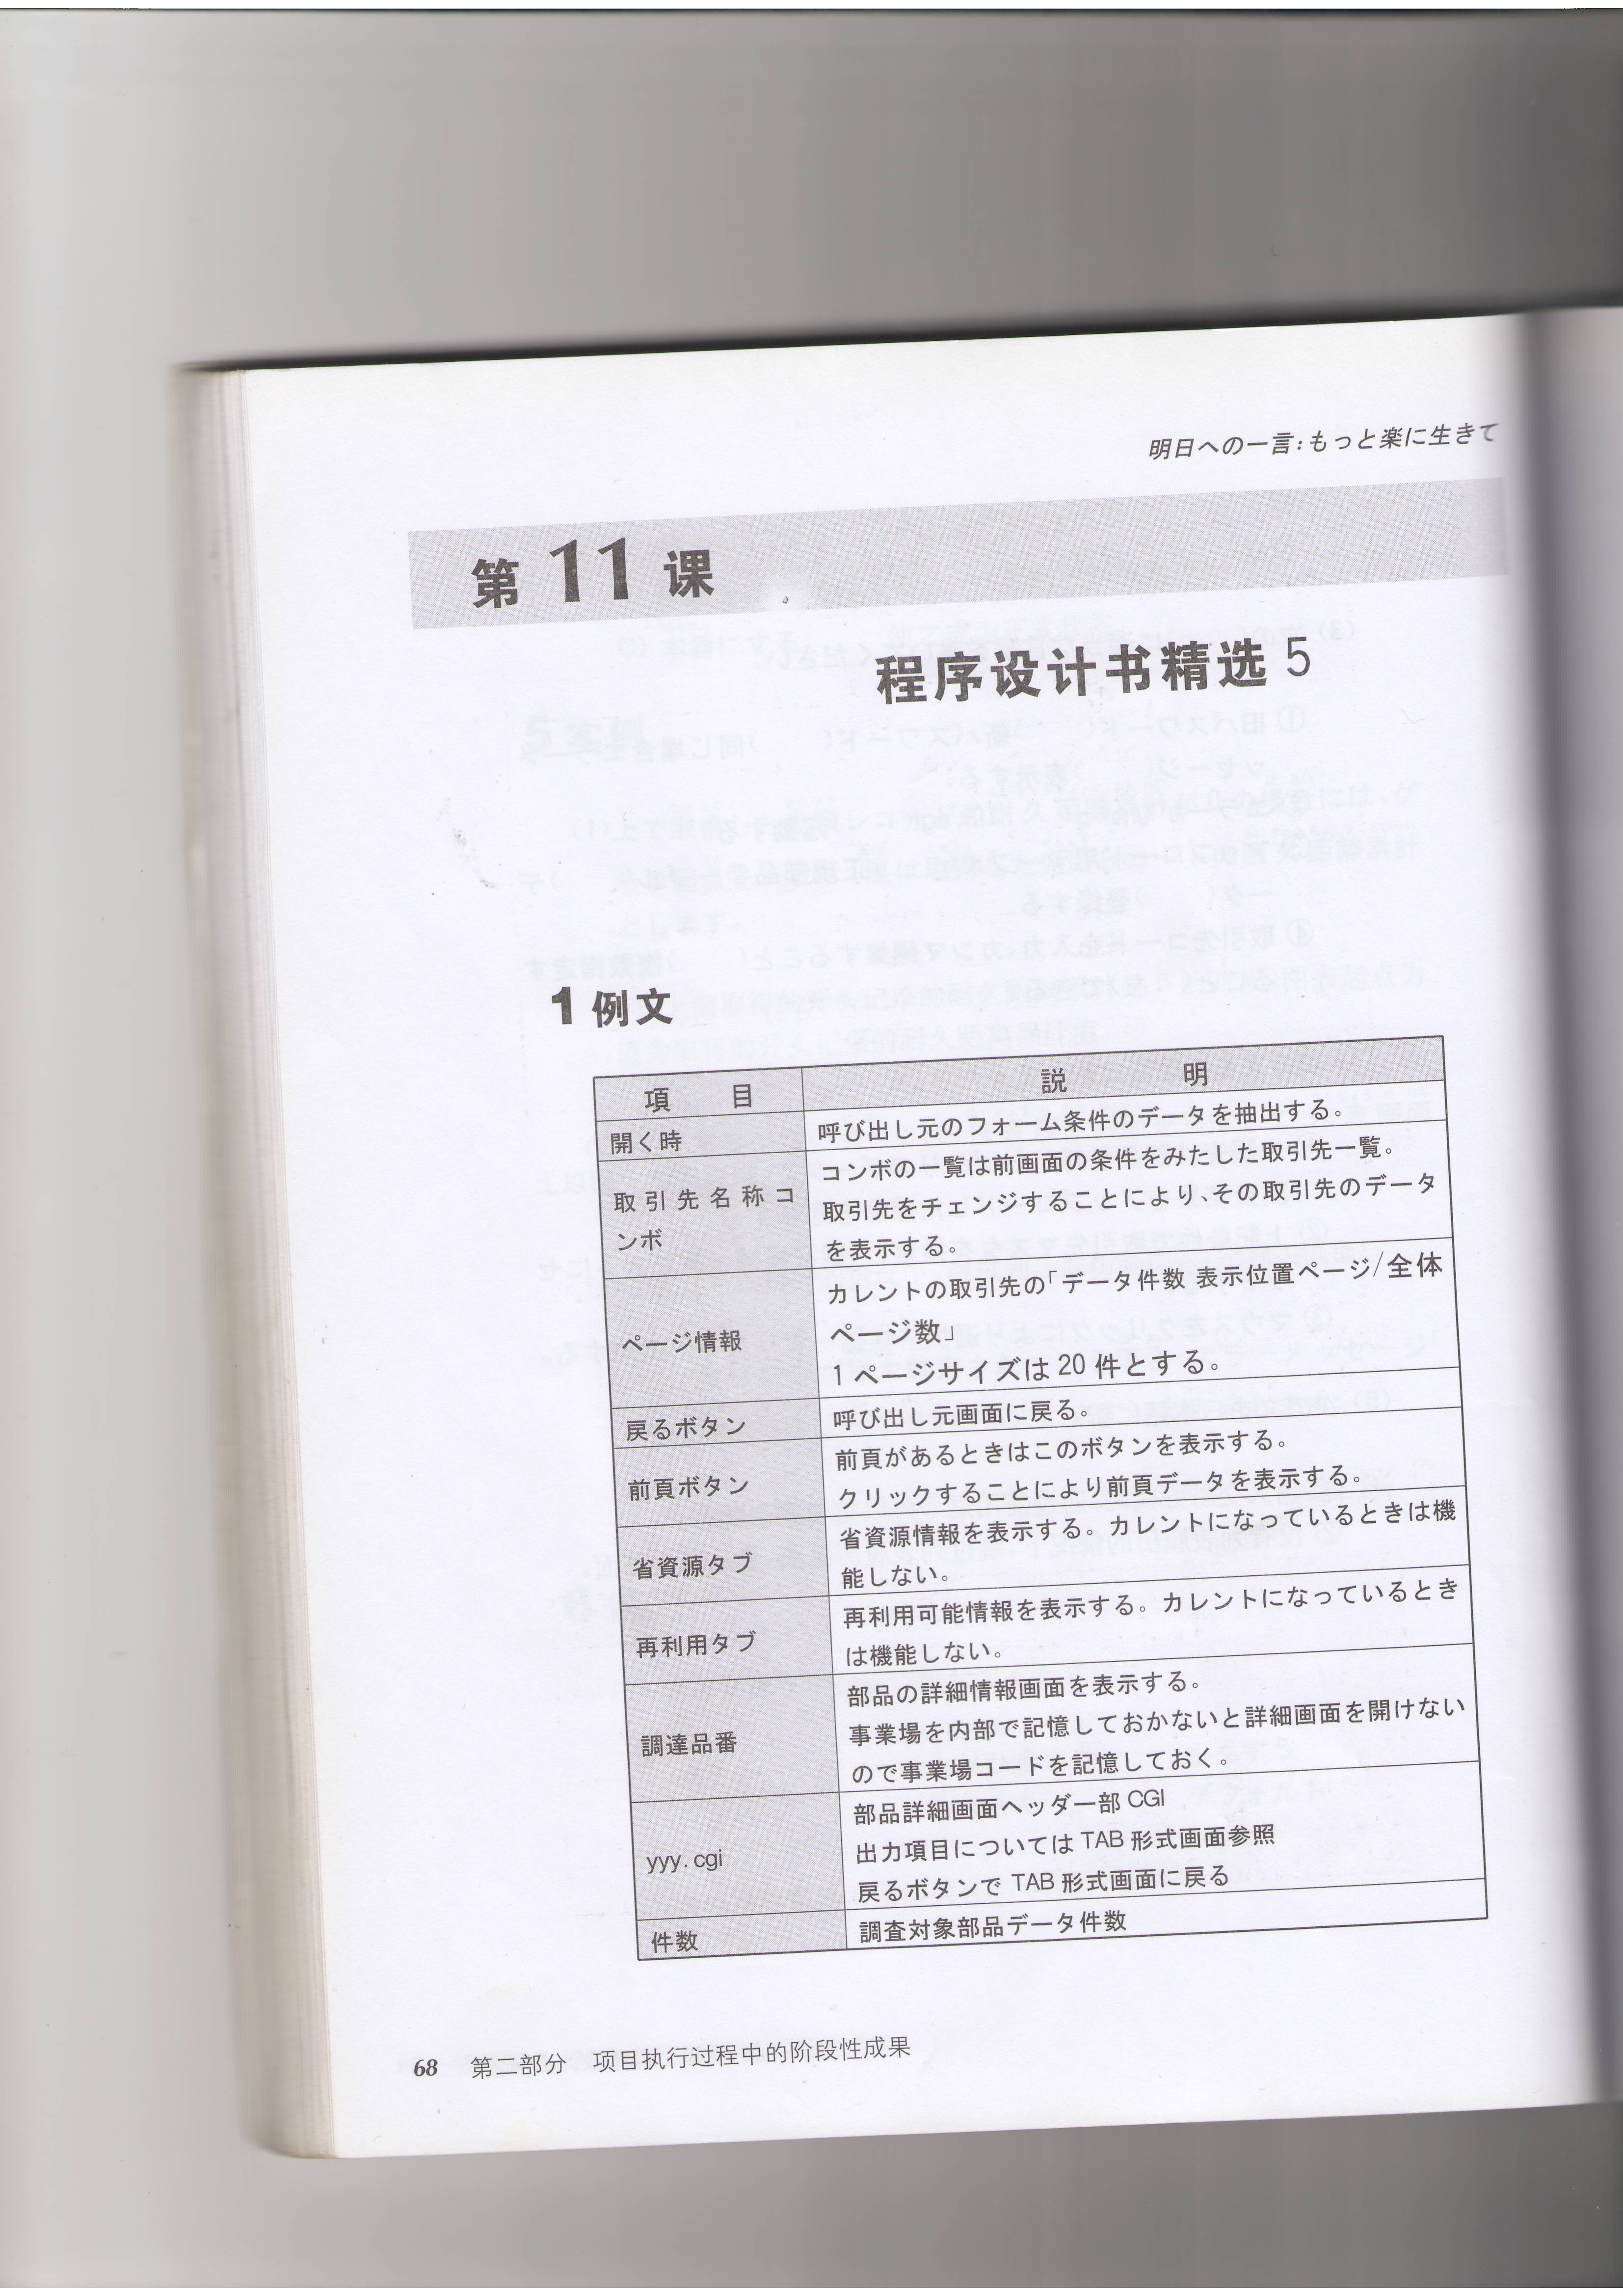 明日への一言:もっと楽に生きて
第 11 课
程序设计书精选 5
1 例文
項 目
説 明
開く時
呼び出し元のフォーム条件のデータを抽出する。
取引先名称コ
ンボ
コンボの一覧は前画面の条件をみたした取引先一覧。
取引先をチェンジすることにより、その取引先のデータ
を表示する。
ページ情報
カレントの取引先の「データ件数 表示位置ページ/全体
ページ数」
1 ページサイズは 20 件とする。
戻るボタン
呼び出し元画面に戻る。
前頁ボタン
前頁があるときはこのボタンを表示する。
クリックすることにより前頁データを表示する。
省資源タブ
省資源情報を表示する。カレントになっているときは機
能しない。
再利用タブ
再利用可能情報を表示する。カレントになっているとき
は機能しない。
調達品番
部品の詳細情報画面を表示する。
事業場を内部で記憶しておかないと詳細画面を開けない
ので事業場コードを記憶しておく。
yyy.cgi
部品詳細画面ヘッダー部 CGI
出力項目については TAB 形式画面参照
戻るボタンで TAB 形式画面に戻る
件数
調査対象部品データ件数
68 第二部分 项目执行过程中的阶段性成果